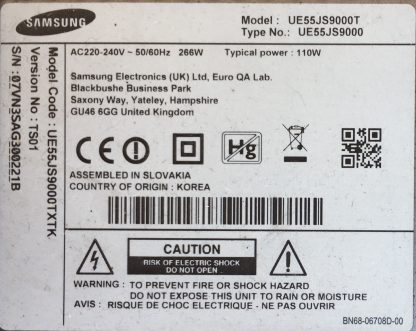 SAMSUNG
Model : UE55JS9000T
Type No.: UE55JS9000
AC220-240V ~ 50/60Hz 266W Typical power : 110W
Samsung Electronics (UK) Ltd, Euro QA Lab.
Blackbushe Business Park
Saxony Way, Yateley, Hampshire
GU46 6GG United Kingdom
Model Code : UE55JS9000TXTK
Version No : TS01
S/N : 07VN3SAG300221B
CE
Hg
ASSEMBLED IN SLOVAKIA
COUNTRY OF ORIGIN : KOREA
CAUTION
RISK OF ELECTRIC SHOCK
DO NOT OPEN
WARNING : TO PREVENT FIRE OR SHOCK HAZARD
DO NOT EXPOSE THIS UNIT TO RAIN OR MOISTURE
AVIS : RISQUE DE CHOC ELECTRIQUE - NE PAS OUVRIR
BN68-06708D-00